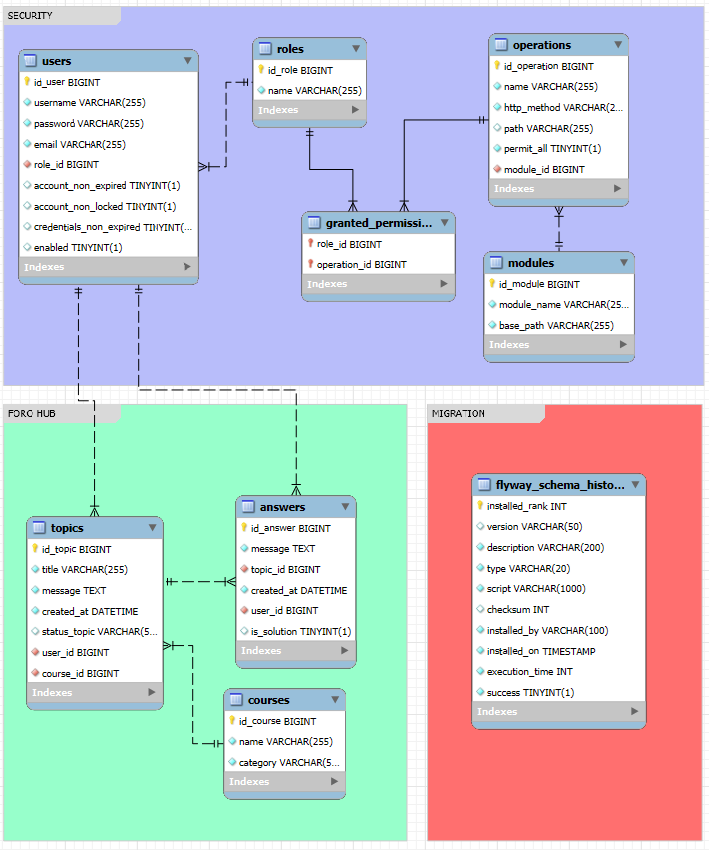 SECURITY
users
id_user BIGINT
username VARCHAR(255)
password VARCHAR(255)
email VARCHAR(255)
role_id BIGINT
account_non_expired TINYINT(1)
account_non_locked TINYINT(1)
credentials_non_expired TINYINT(...
enabled TINYINT(1)
Indexes
roles
id_role BIGINT
name VARCHAR(255)
Indexes
operations
id_operation BIGINT
name VARCHAR(255)
http_method VARCHAR(2...
path VARCHAR(255)
permit_all TINYINT(1)
module_id BIGINT
Indexes
granted_permissi...
role_id BIGINT
operation_id BIGINT
Indexes
modules
id_module BIGINT
module_name VARCHAR(25...
base_path VARCHAR(255)
Indexes
FORO HUB
topics
id_topic BIGINT
title VARCHAR(255)
message TEXT
created_at DATETIME
status_topic VARCHAR(5...
user_id BIGINT
course_id BIGINT
Indexes
answers
id_answer BIGINT
message TEXT
topic_id BIGINT
created_at DATETIME
user_id BIGINT
is_solution TINYINT(1)
Indexes
courses
id_course BIGINT
name VARCHAR(255)
category VARCHAR(5...
Indexes
MIGRATION
flyway_schema_histo...
installed_rank INT
version VARCHAR(50)
description VARCHAR(200)
type VARCHAR(20)
script VARCHAR(1000)
checksum INT
installed_by VARCHAR(100)
installed_on TIMESTAMP
execution_time INT
success TINYINT(1)
Indexes